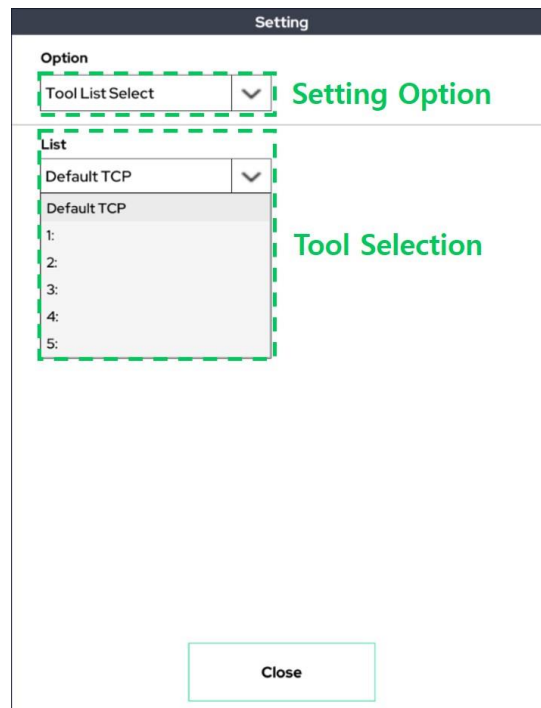 Setting
Option
Tool List Select
Setting Option
List
Default TCP
Default TCP
1:
2:
Tool Selection
3:
4:
5:
Close